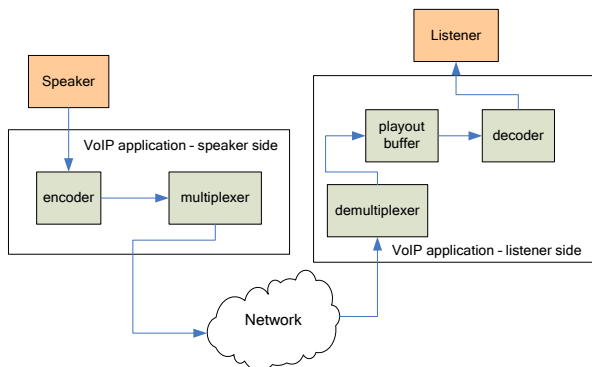 Speaker
VoIP application - speaker side
encoder
multiplexer
Network
Listener
playout
buffer
decoder
demultiplexer
VoIP application - listener side